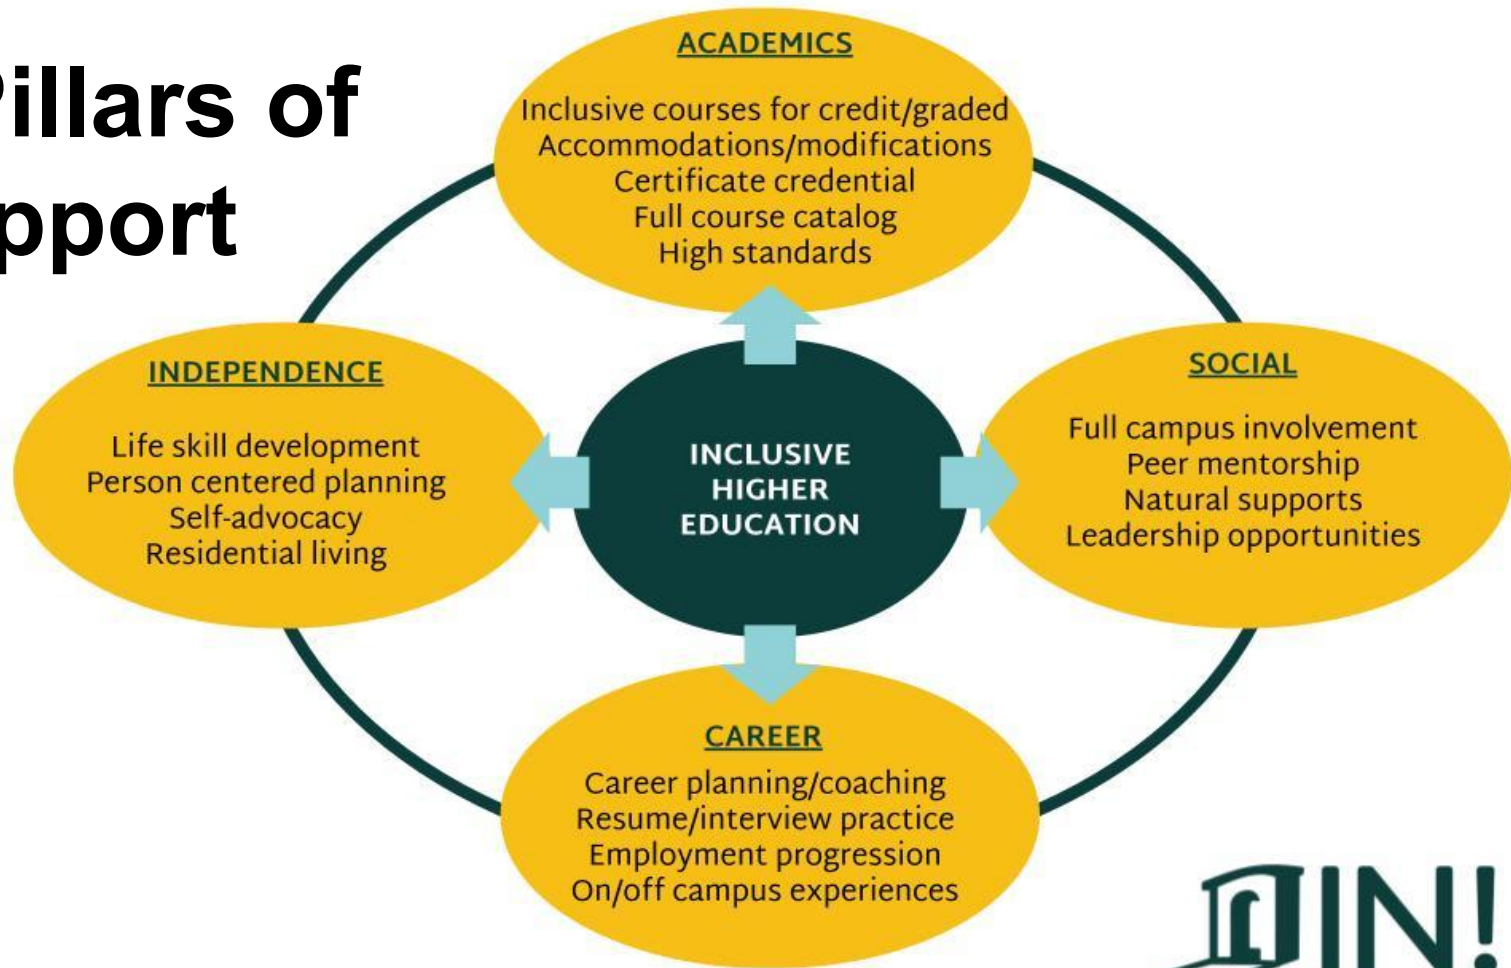 Pillars of
pport
ACADEMICS
Inclusive courses for credit/graded
Accommodations/modifications
Certificate credential
Full course catalog
High standards
INDEPENDENCE
Life skill development
Person centered planning
Self-advocacy
Residential living
INCLUSIVE
HIGHER
EDUCATION
SOCIAL
Full campus involvement
Peer mentorship
Natural supports
Leadership opportunities
CAREER
Career planning/coaching
Resume/interview practice
Employment progression
On/off campus experiences
IN!